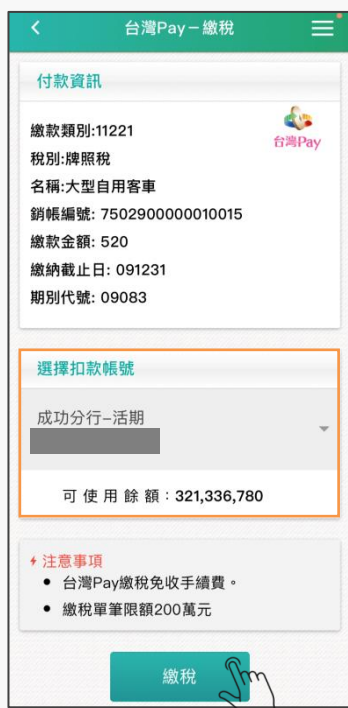 台灣Pay－繳稅
付款資訊
台灣Pay
繳款類別:11221
稅別:牌照稅
名稱:大型自用客車
銷帳編號: 7502900000010015
繳款金額: 520
繳納截止日: 091231
期別代號: 09083
選擇扣款帳號
成功分行–活期
可使用餘額：321,336,780
注意事項
• 台灣Pay繳稅免收手續費。
• 繳稅單筆限額200萬元
繳稅